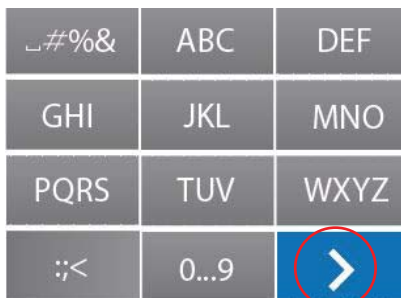 ⎵#%& ABC DEF
GHI JKL MNO
PQRS TUV WXYZ
:;< 0...9 >